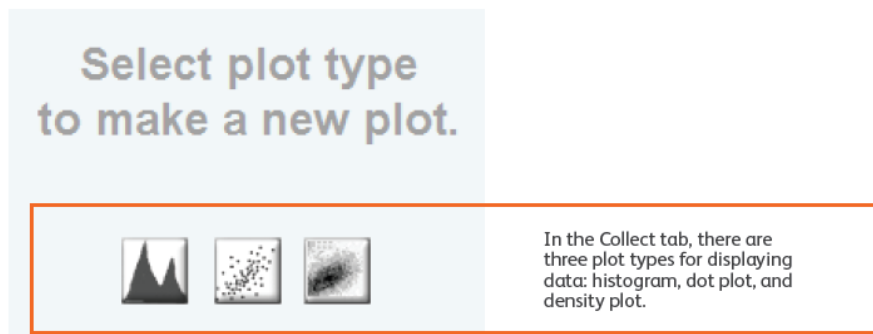 Select plot type
to make a new plot.
In the Collect tab, there are
three plot types for displaying
data: histogram, dot plot, and
density plot.